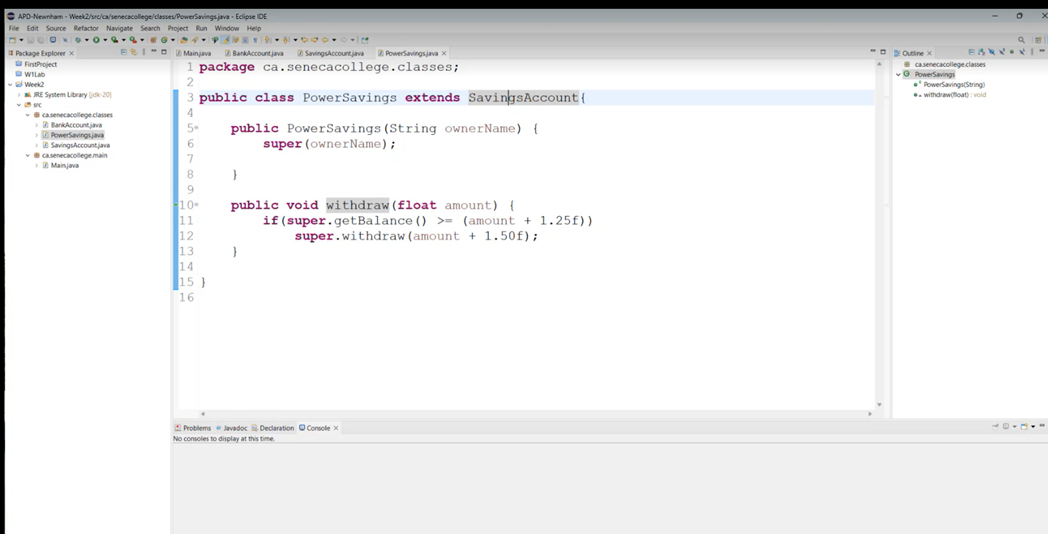 APD-Newnham - Week2/src/ca/senecacollege/classes/PowerSavings.java - Eclipse IDE
File Edit Source Refactor Navigate Search Project Run Window Help
Package Explorer
FirstProject
W1Lab
Week2
JRE System Library [jdk-20]
src
ca.senecacollege.classes
BankAccount.java
PowerSavings.java
SavingsAccount.java
ca.senecacollege.main
Main.java
Main.java BankAccount.java SavingsAccount.java PowerSavings.java
1 package ca.senecacollege.classes;
2
3 public class PowerSavings extends SavingsAccount{
4
5 public PowerSavings(String ownerName) {
6 super(ownerName);
7
8 }
9
10 public void withdraw(float amount) {
11 if(super.getBalance() >= (amount + 1.25f))
12 super.withdraw(amount + 1.50f);
13 }
14
15 }
16
Outline
ca.senecacollege.classes
PowerSavings
PowerSavings(String)
withdraw(float) : void
Problems Javadoc Declaration Console
No consoles to display at this time.